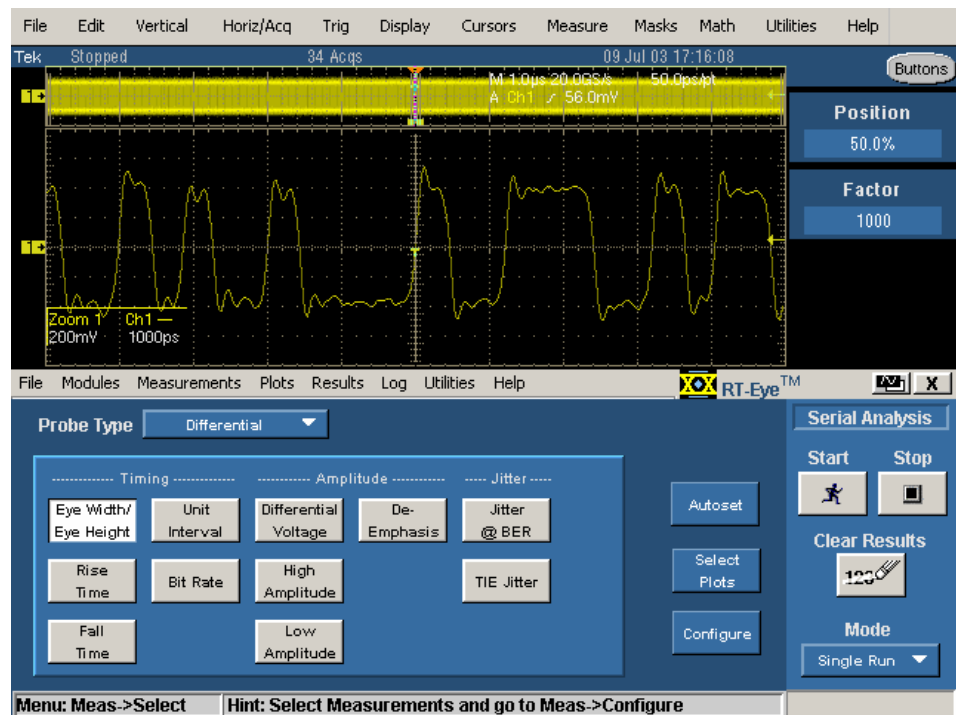 File Edit Vertical Horiz/Acq Trig Display Cursors Measure Masks Math Utilities Help
Tek Stopped 34 Acqs 09 Jul 03 17:16:08
Buttons
M 1.0µs 20.0GS/s 50.0ps/pt
A Ch1 / 56.0mV
1
Position
50.0%
Factor
1000
1
Zoom 1 Ch1
200mV 1000ps
File Modules Measurements Plots Results Log Utilities Help RT-Eye™ X
Probe Type Differential
Serial Analysis
Start Stop
Timing Amplitude Jitter
Eye Width/
Eye Height
Unit
Interval
Differential
Voltage
De-
Emphasis
Jitter
@ BER
Autoset
Clear Results
123
Rise
Time
Bit Rate
High
Amplitude
TIE Jitter
Select
Plots
Fall
Time
Low
Amplitude
Configure
Mode
Single Run
Menu: Meas->Select Hint: Select Measurements and go to Meas->Configure